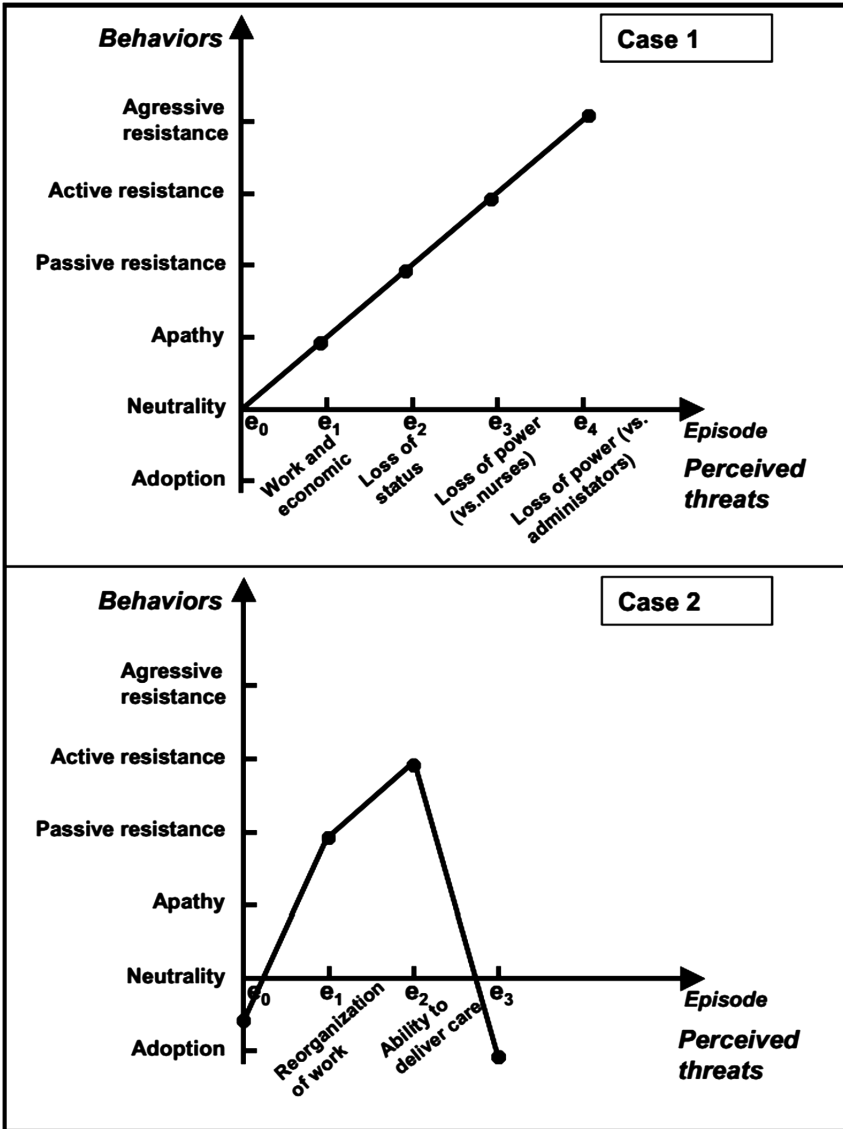 Behaviors
Case 1
Agressive
resistance
Active resistance
Passive resistance
Apathy
Neutrality
Adoption
e0
e1
e2
e3
e4
Episode
Work and
economic
Loss of
status
Loss of power
(vs.nurses)
Loss of power (vs.
administators)
Perceived
threats
Behaviors
Case 2
Agressive
resistance
Active resistance
Passive resistance
Apathy
Neutrality
Adoption
e0
e1
e2
e3
Episode
Reorganization
of work
Ability to
deliver care
Perceived
threats